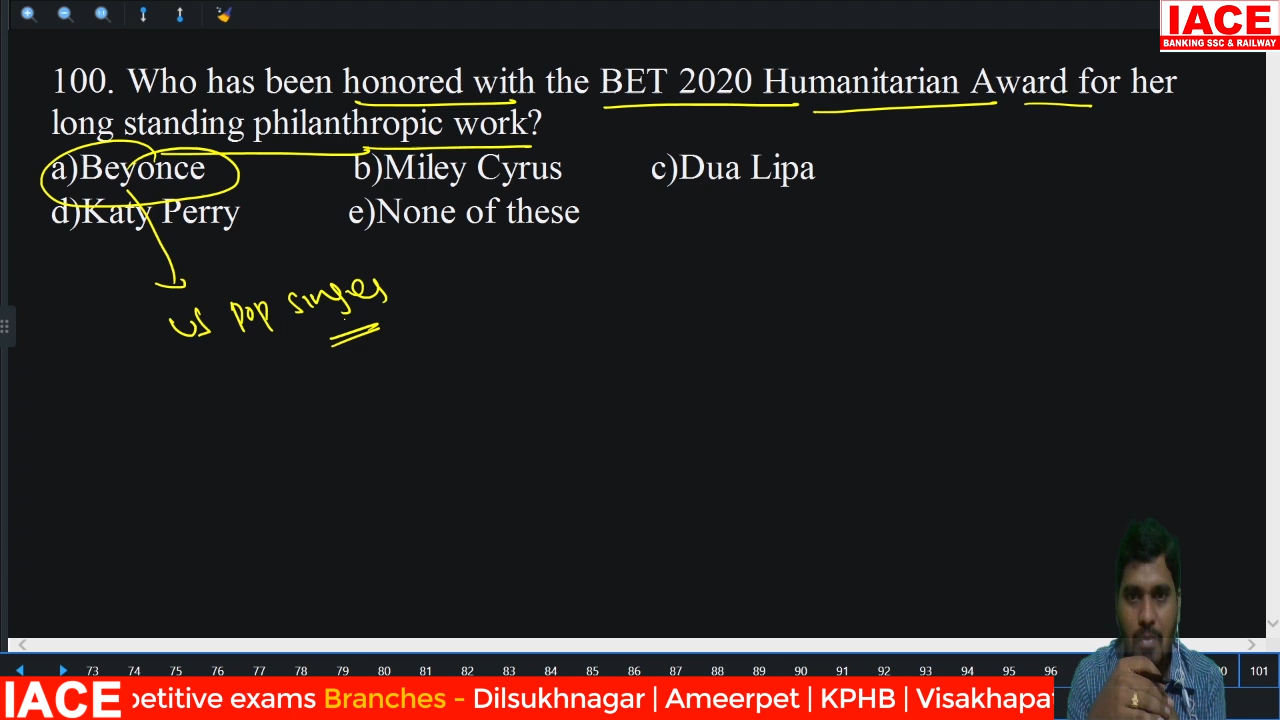 IACE
BANKING SSC & RAILWAY
100. Who has been honored with the BET 2020 Humanitarian Award for her
long standing philanthropic work?
a)Beyonce b)Miley Cyrus c)Dua Lipa
d)Katy Perry e)None of these
us pop singer
73 74 75 76 77 78 79 80 81 82 83 84 85 86 87 88 89 90 91 92 93 94 95 96 00 101
IACE petitive exams Branches - Dilsukhnagar | Ameerpet | KPHB | Visakhapat